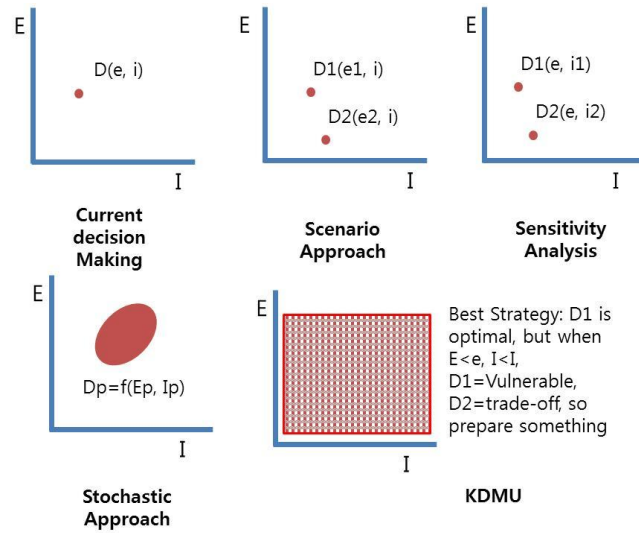 E
D(e, i)
I
Current
decision
Making
E
D1(e1, i)
D2(e2, i)
I
Scenario
Approach
E
D1(e, i1)
D2(e, i2)
I
Sensitivity
Analysis
E
Dp=f(Ep, Ip)
I
Stochastic
Approach
E
I
Best Strategy: D1 is
optimal, but when
E<e, I<I,
D1=Vulnerable,
D2=trade-off, so
prepare something
KDMU